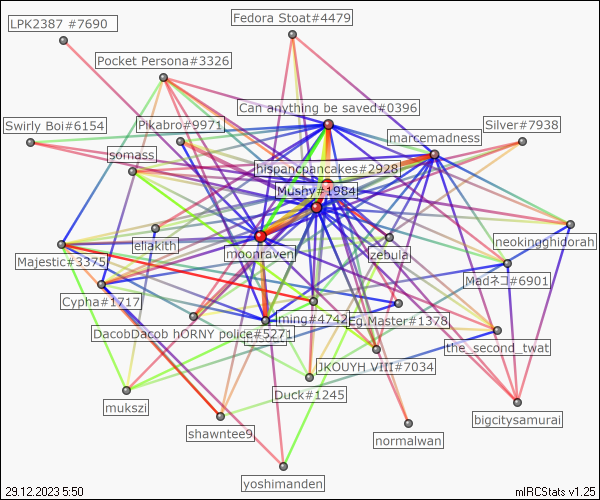 LPK2387 #7690
Fedora Stoat#4479
Pocket Persona#3326
Can anything be saved#0396
Swirly Boi#6154
Pikabro#9971
marcemadness
Silver#7938
somass
hispancpancakes#2928
Mushy#1984
eliakith
moonraven
zebula
neokingghidorah
Majestic#3375
Cypha#1717
Madネコ#6901
DacobDacob hORNY police#5271
ming#4742
Eg.Master#1378
the_second_twat
JKOUYH VIII#7034
mukszi
Duck#1245
shawntee9
normalwan
bigcitysamurai
yoshimanden
29.12.2023 5:50
mIRCStats v1.25